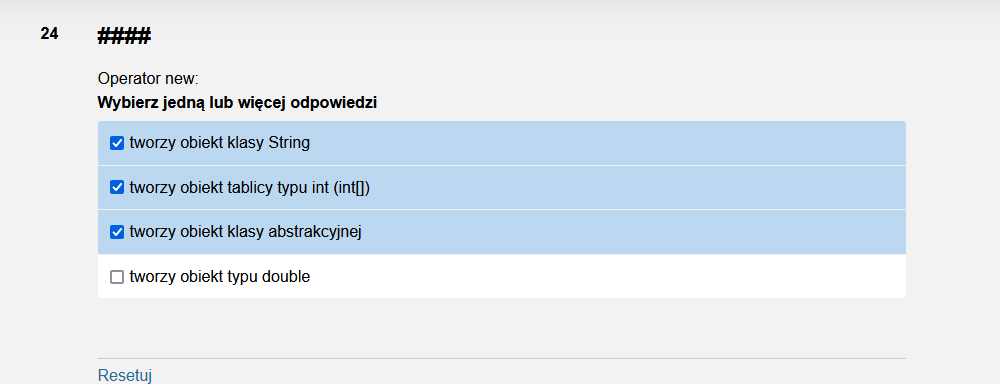 24
####
Operator new:
Wybierz jedną lub więcej odpowiedzi
tworzy obiekt klasy String
tworzy obiekt tablicy typu int (int[])
tworzy obiekt klasy abstrakcyjnej
tworzy obiekt typu double
Resetuj